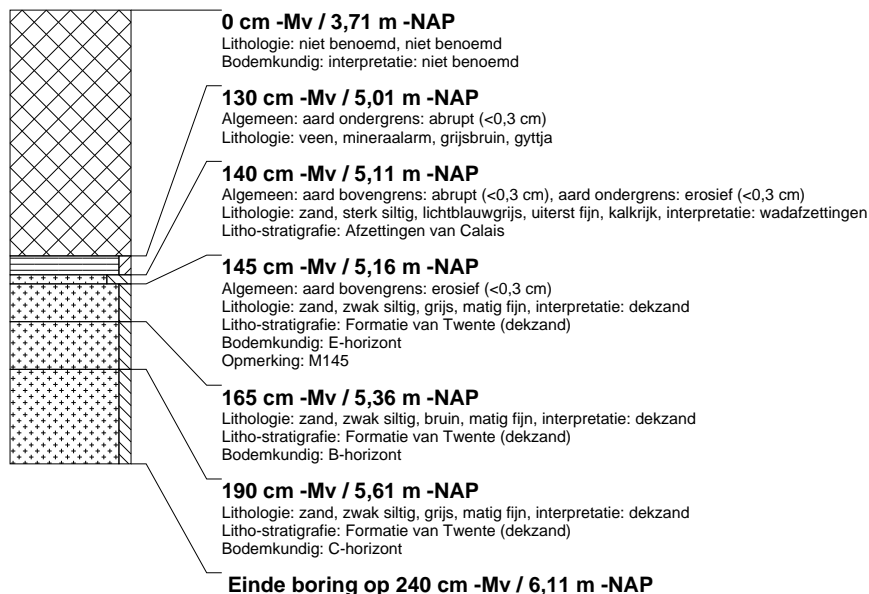 0 cm -Mv / 3,71 m -NAP
Lithologie: niet benoemd, niet benoemd
Bodemkundig: interpretatie: niet benoemd
130 cm -Mv / 5,01 m -NAP
Algemeen: aard ondergrens: abrupt (<0,3 cm)
Lithologie: veen, mineraalarm, grijsbruin, gyttja
140 cm -Mv / 5,11 m -NAP
Algemeen: aard bovengrens: abrupt (<0,3 cm), aard ondergrens: erosief (<0,3 cm)
Lithologie: zand, sterk siltig, lichtblauwgrijs, uiterst fijn, kalkrijk, interpretatie: wadafzettingen
Litho-stratigrafie: Afzettingen van Calais
145 cm -Mv / 5,16 m -NAP
Algemeen: aard bovengrens: erosief (<0,3 cm)
Lithologie: zand, zwak siltig, grijs, matig fijn, interpretatie: dekzand
Litho-stratigrafie: Formatie van Twente (dekzand)
Bodemkundig: E-horizont
Opmerking: M145
165 cm -Mv / 5,36 m -NAP
Lithologie: zand, zwak siltig, bruin, matig fijn, interpretatie: dekzand
Litho-stratigrafie: Formatie van Twente (dekzand)
Bodemkundig: B-horizont
190 cm -Mv / 5,61 m -NAP
Lithologie: zand, zwak siltig, grijs, matig fijn, interpretatie: dekzand
Litho-stratigrafie: Formatie van Twente (dekzand)
Bodemkundig: C-horizont
Einde boring op 240 cm -Mv / 6,11 m -NAP